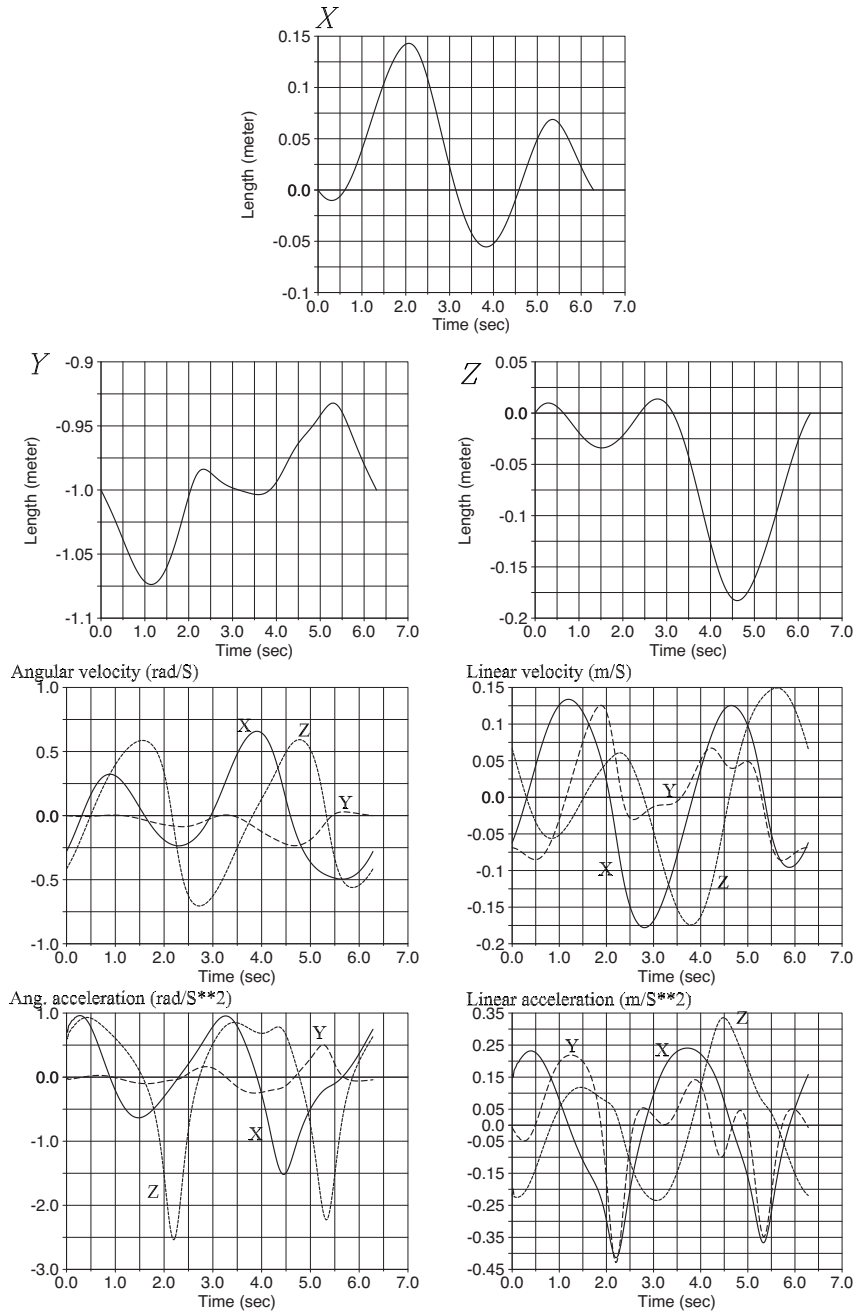 X
0.15
0.1
0.05
0.0
-0.05
-0.1
Length (meter)
0.0 1.0 2.0 3.0 4.0 5.0 6.0 7.0
Time (sec)
Y
-0.9
-0.95
-1.0
-1.05
-1.1
Length (meter)
0.0 1.0 2.0 3.0 4.0 5.0 6.0 7.0
Time (sec)
Z
0.05
0.0
-0.05
-0.1
-0.15
-0.2
Length (meter)
0.0 1.0 2.0 3.0 4.0 5.0 6.0 7.0
Time (sec)
Angular velocity (rad/S)
1.0
0.5
0.0
-0.5
-1.0
X
Z
Y
0.0 1.0 2.0 3.0 4.0 5.0 6.0 7.0
Time (sec)
Linear velocity (m/S)
0.15
0.1
0.05
0.0
-0.05
-0.1
-0.15
-0.2
Y
X
Z
0.0 1.0 2.0 3.0 4.0 5.0 6.0 7.0
Time (sec)
Ang. acceleration (rad/S**2)
1.0
0.0
-1.0
-2.0
-3.0
Y
X
Z
0.0 1.0 2.0 3.0 4.0 5.0 6.0 7.0
Time (sec)
Linear acceleration (m/S**2)
0.35
0.25
0.15
0.05
0.0
-0.05
-0.15
-0.25
-0.35
-0.45
Z
Y
X
0.0 1.0 2.0 3.0 4.0 5.0 6.0 7.0
Time (sec)